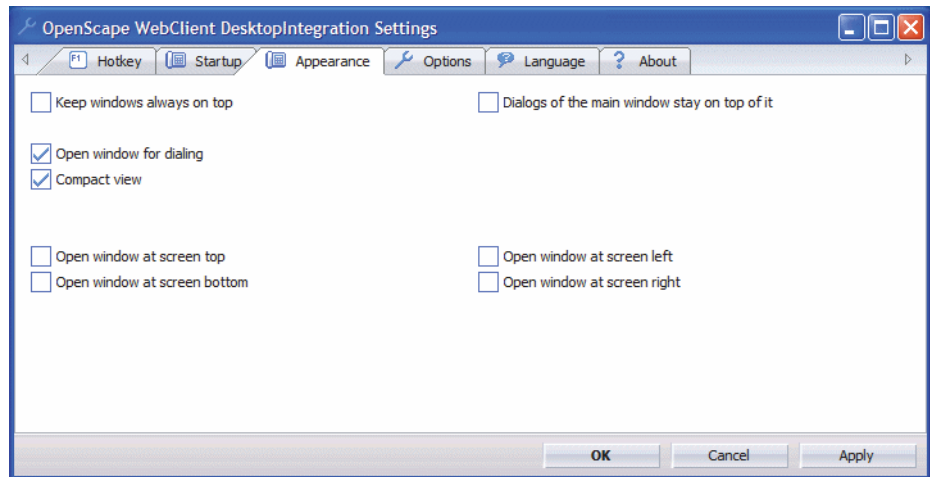 OpenScape WebClient DesktopIntegration Settings
F1 Hotkey Startup Appearance Options Language ? About
Keep windows always on top Dialogs of the main window stay on top of it
Open window for dialing
Compact view
Open window at screen top Open window at screen left
Open window at screen bottom Open window at screen right
OK Cancel Apply